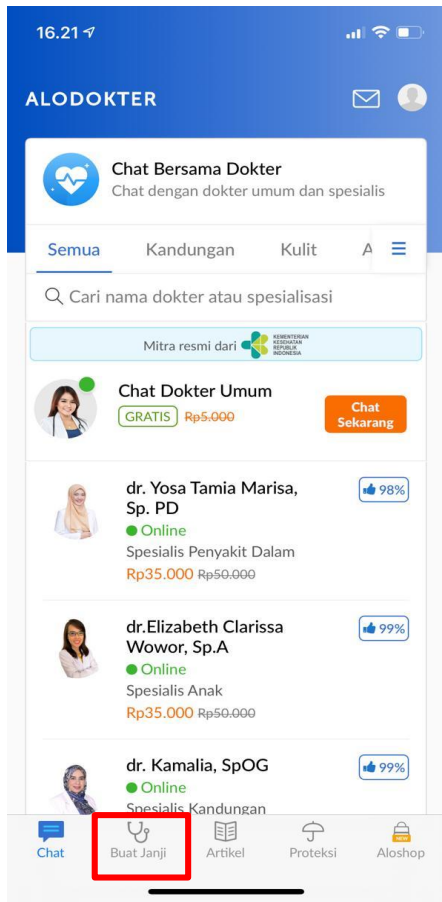 16.21
ALODOKTER
Chat Bersama Dokter
Chat dengan dokter umum dan spesialis
Semua Kandungan Kulit A
Cari nama dokter atau spesialisasi
Mitra resmi dari KEMENTERIAN
KESEHATAN
REPUBLIK
INDONESIA
Chat Dokter Umum
GRATIS Rp5.000
Chat
Sekarang
dr. Yosa Tamia Marisa,
Sp. PD
98%
Online
Spesialis Penyakit Dalam
Rp35.000 Rp50.000
dr.Elizabeth Clarissa
Wowor, Sp.A
99%
Online
Spesialis Anak
Rp35.000 Rp50.000
dr. Kamalia, SpOG
99%
Online
Spesialis Kandungan
NEW
Chat Buat Janji Artikel Proteksi Aloshop